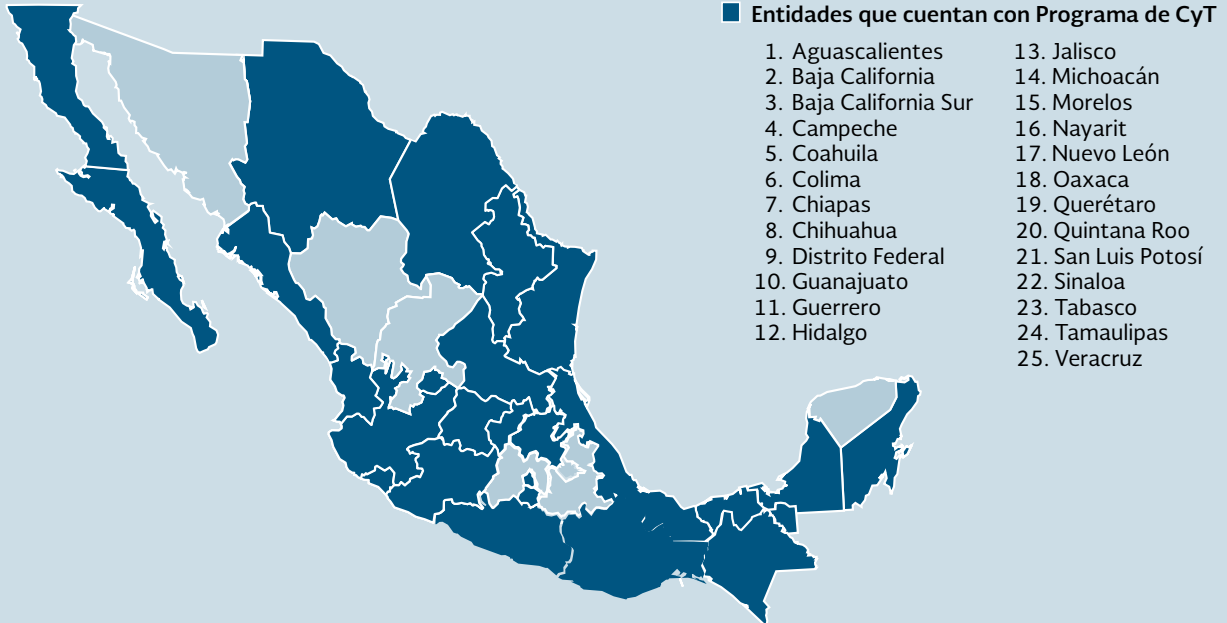 Entidades que cuentan con Programa de CyT
1. Aguascalientes
2. Baja California
3. Baja California Sur
4. Campeche
5. Coahuila
6. Colima
7. Chiapas
8. Chihuahua
9. Distrito Federal
10. Guanajuato
11. Guerrero
12. Hidalgo
13. Jalisco
14. Michoacán
15. Morelos
16. Nayarit
17. Nuevo León
18. Oaxaca
19. Querétaro
20. Quintana Roo
21. San Luis Potosí
22. Sinaloa
23. Tabasco
24. Tamaulipas
25. Veracruz